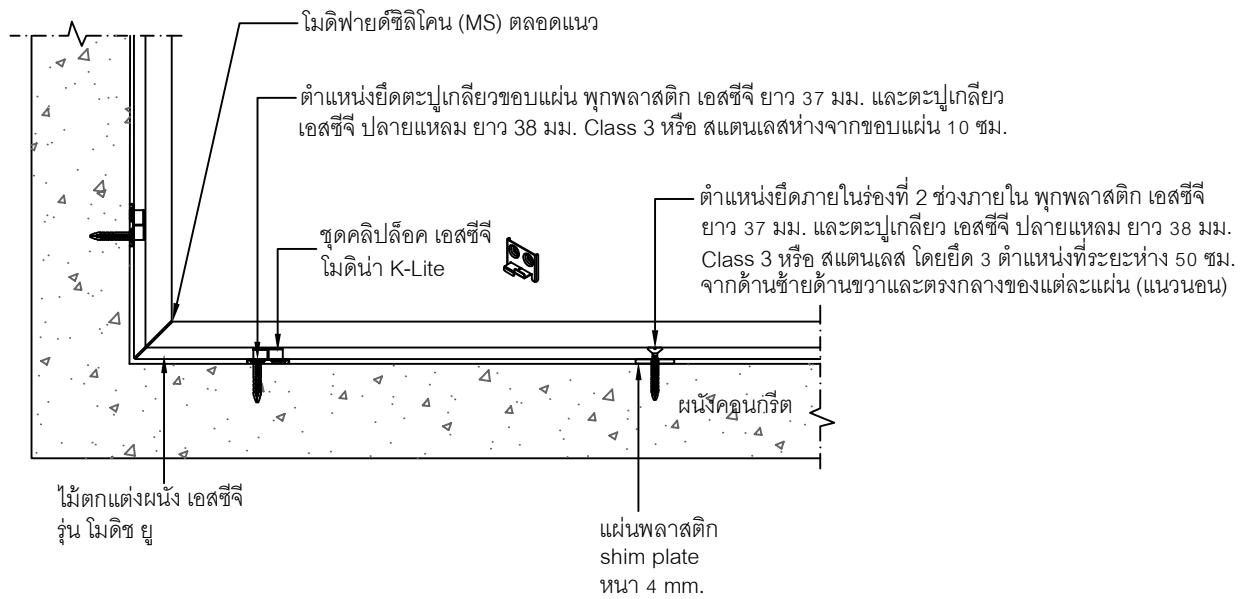 โมดิฟายด์ซิลิโคน (MS) ตลอดแนว
ตำแหน่งยึดตะปูเกลียวขอบแผ่น พุกพลาสติก เอสซีจี ยาว 37 มม. และตะปูเกลียว
เอสซีจี ปลายแหลม ยาว 38 มม. Class 3 หรือ สแตนเลสห่างจากขอบแผ่น 10 ซม.
ตำแหน่งยึดภายในร่องที่ 2 ช่วงภายใน พุกพลาสติก เอสซีจี
ยาว 37 มม. และตะปูเกลียว เอสซีจี ปลายแหลม ยาว 38 มม.
Class 3 หรือ สแตนเลส โดยยึด 3 ตำแหน่งที่ระยะห่าง 50 ซม.
จากด้านซ้ายด้านขวาและตรงกลางของแต่ละแผ่น (แนวนอน)
ชุดคลิปล็อค เอสซีจี
โมดิน่า K-Lite
ผนังคอนกรีต
ไม้ตกแต่งผนัง เอสซีจี
รุ่น โมดิช ยู
แผ่นพลาสติก
shim plate
หนา 4 mm.